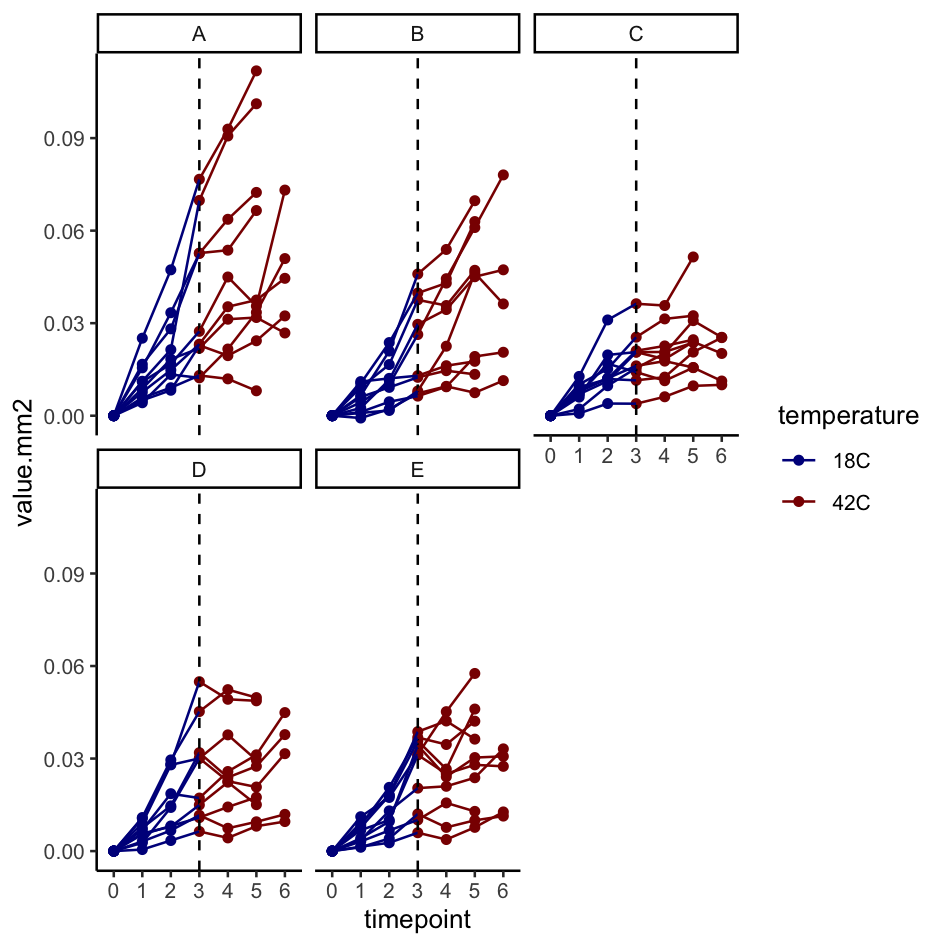 A
B
C
0.09
0.06
0.03
0.00
0 1 2 3 4 5 6
D
E
0.09
0.06
0.03
0.00
0 1 2 3 4 5 6
0 1 2 3 4 5 6
timepoint
value.mm2
temperature
18C
42C